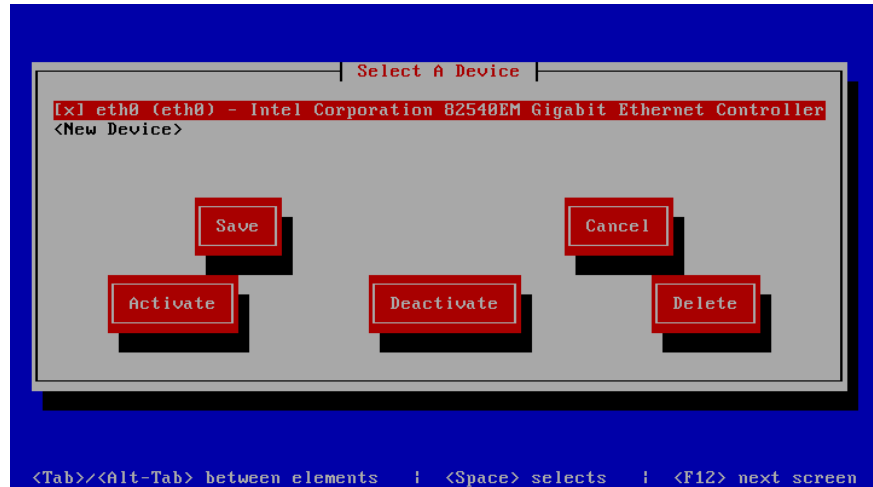 Select A Device
[x] eth0 (eth0) - Intel Corporation 82540EM Gigabit Ethernet Controller
<New Device>
Save
Cancel
Activate
Deactivate
Delete
<Tab>/<Alt-Tab> between elements | <Space> selects | <F12> next screen